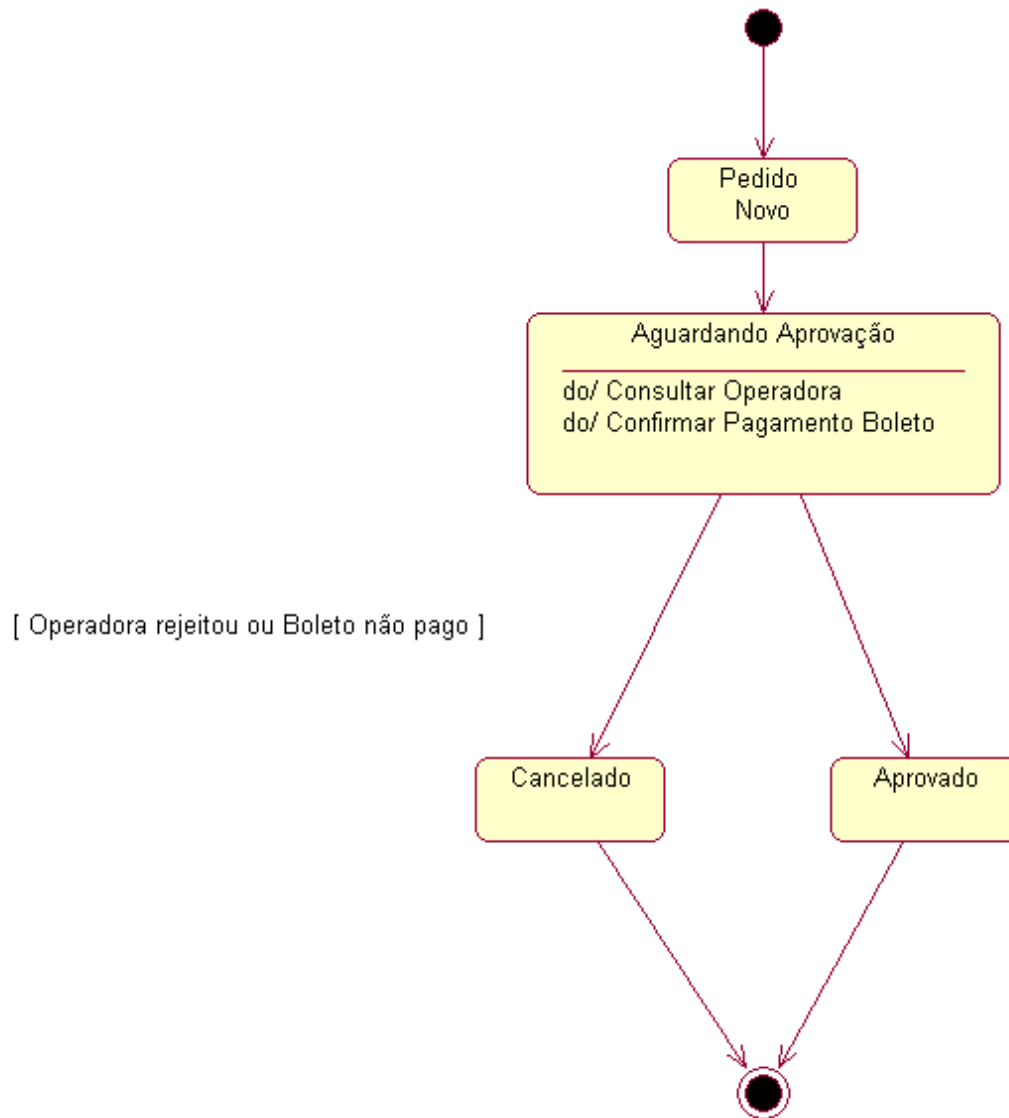 Pedido
Novo
Aguardando Aprovação
do/ Consultar Operadora
do/ Confirmar Pagamento Boleto
[ Operadora rejeitou ou Boleto não pago ]
Cancelado
Aprovado